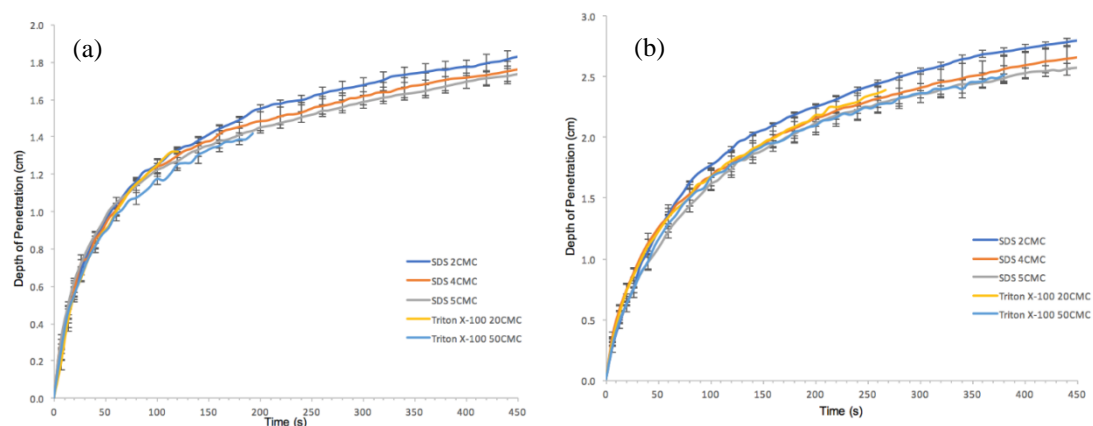 (a)
2.0
1.8
1.6
1.4
1.2
1.0
0.8
0.6
0.4
0.2
0.0
Depth of Penetration (cm)
SDS 2CMC
SDS 4CMC
SDS 5CMC
Triton X-100 20CMC
Triton X-100 50CMC
0 50 100 150 200 250 300 350 400 450
Time (s)
(b)
3.0
2.5
2.0
1.5
1.0
0.5
0.0
Depth of Penetration (cm)
SDS 2CMC
SDS 4CMC
SDS 5CMC
Triton X-100 20CMC
Triton X-100 50CMC
0 50 100 150 200 250 300 350 400 450
Time (s)